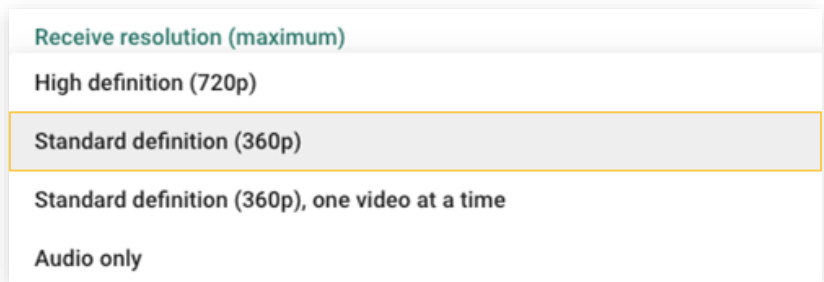 Receive resolution (maximum)
High definition (720p)
Standard definition (360p)
Standard definition (360p), one video at a time
Audio only